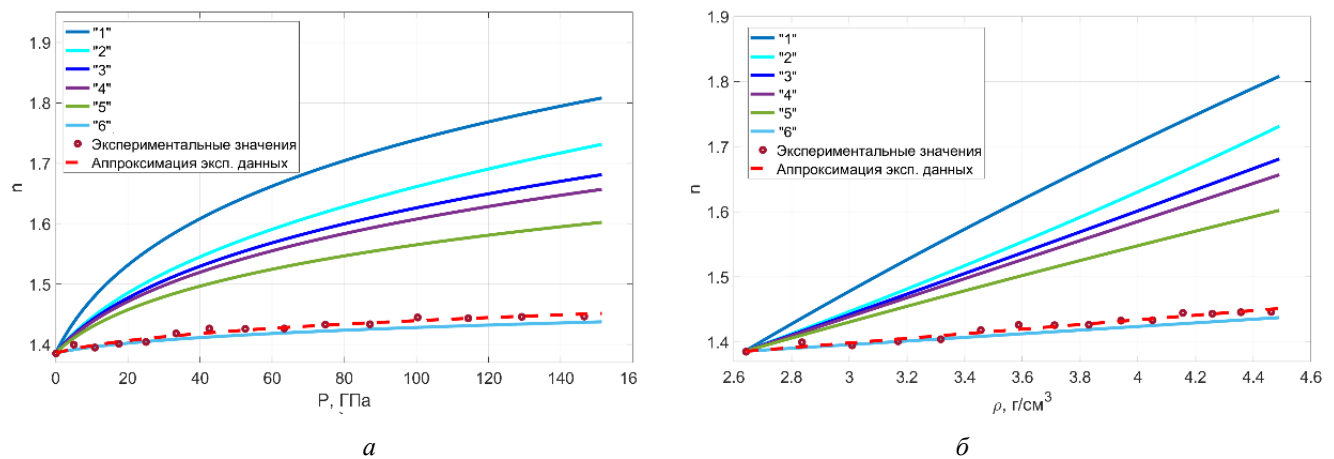 1.9
1.8
1.7
1.6
1.5
1.4
n
"1"
"2"
"3"
"4"
"5"
"6"
Экспериментальные значения
Аппроксимация эксп. данных
0 20 40 60 80 100 120 140 16
P, ГПа
а
1.9
1.8
1.7
1.6
1.5
1.4
n
"1"
"2"
"3"
"4"
"5"
"6"
Экспериментальные значения
Аппроксимация эксп. данных
2.6 2.8 3 3.2 3.4 3.6 3.8 4 4.2 4.4 4.6
ρ, г/см³
б